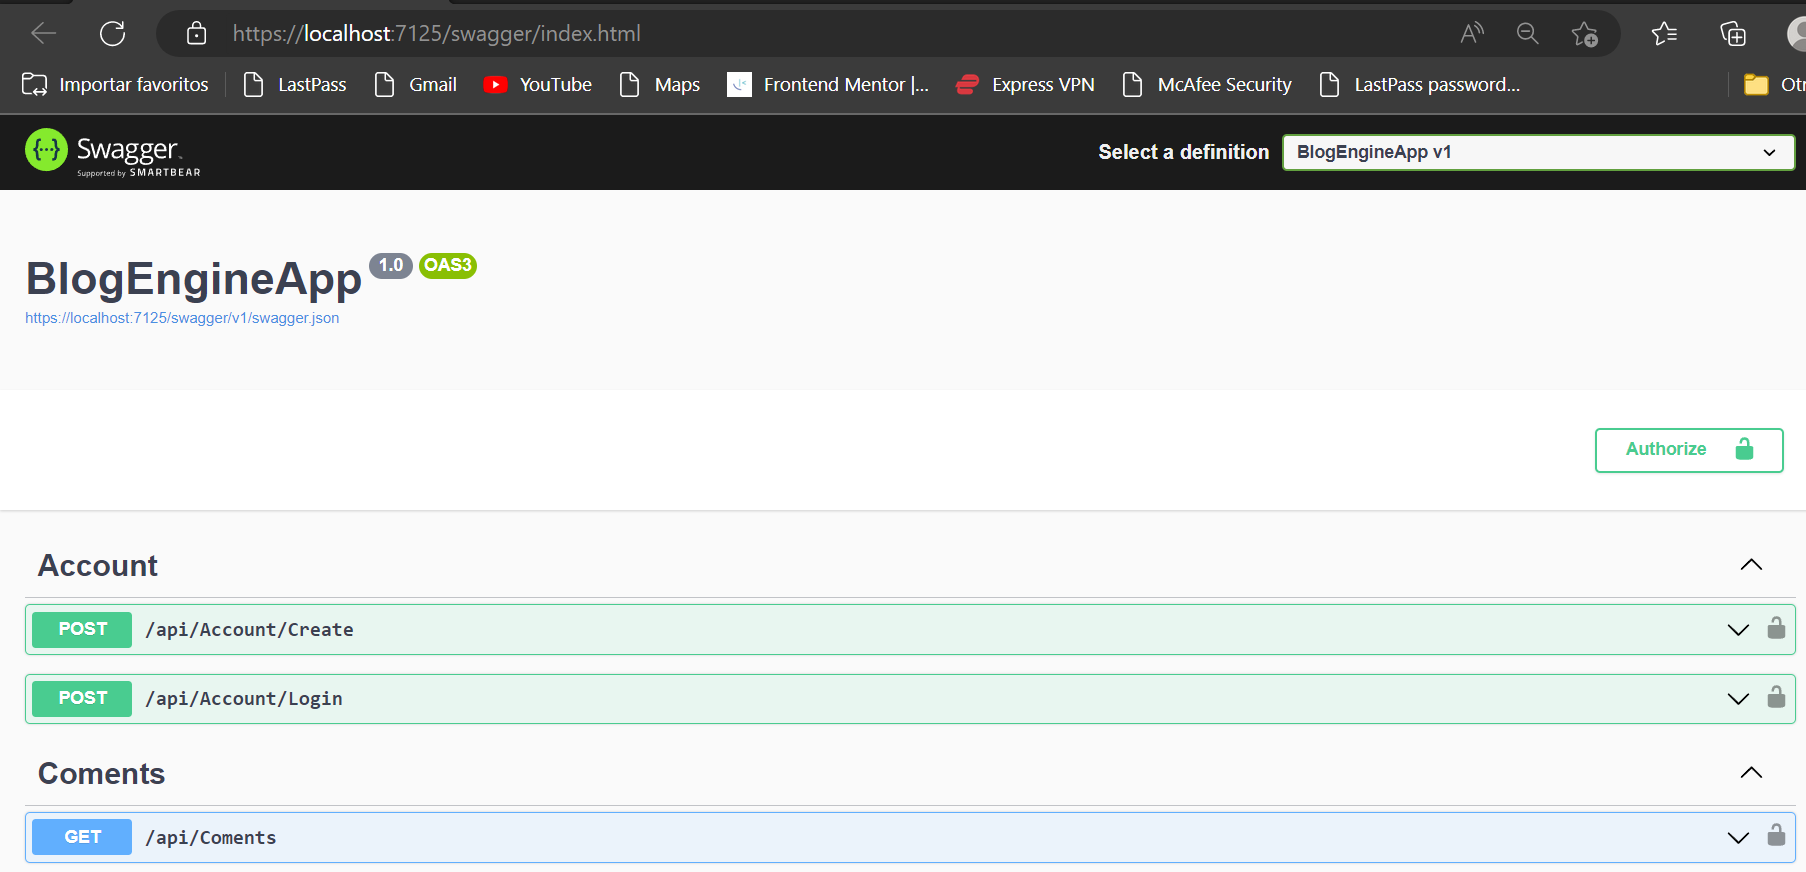 https://localhost:7125/swagger/index.html
Importar favoritos LastPass Gmail YouTube Maps Frontend Mentor |... Express VPN McAfee Security LastPass password... Otr
Swagger
Supported by SMARTBEAR
Select a definition BlogEngineApp v1
BlogEngineApp 1.0 OAS3
https://localhost:7125/swagger/v1/swagger.json
Authorize
Account
POST /api/Account/Create
POST /api/Account/Login
Coments
GET /api/Coments